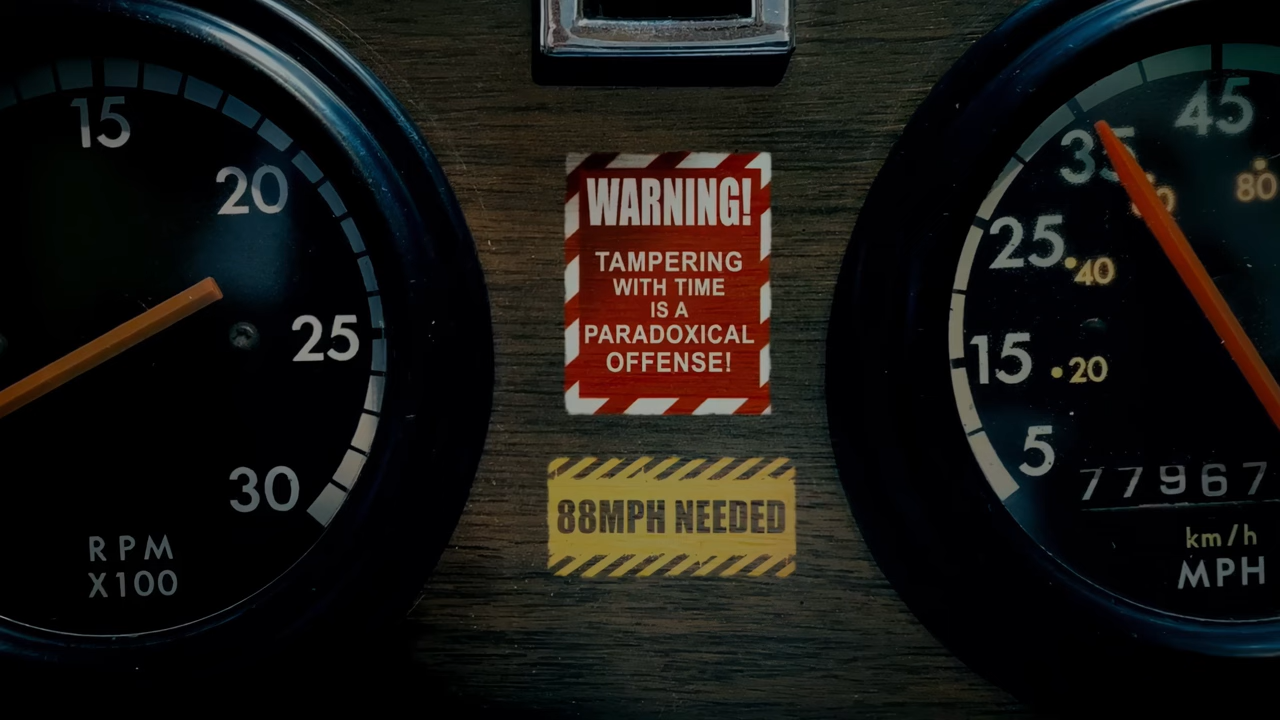 15
20
25
30
RPM
X100
WARNING!
TAMPERING
WITH TIME
IS A
PARADOXICAL
OFFENSE!
88MPH NEEDED
45
35
80
25
40
15
20
5
77967
km/h
MPH